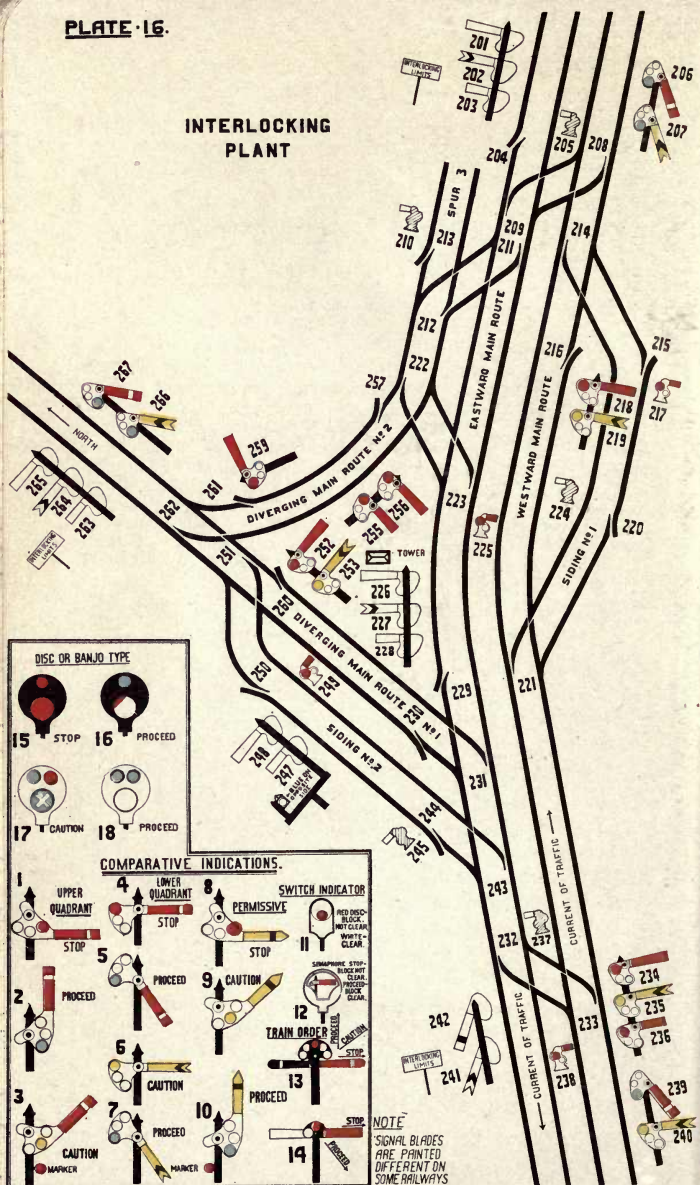 PLATE·16.
INTERLOCKING
PLANT
INTERLOCKING
LIMITS
201
202
203
204
205
206
207
208
SPUR 3
209
210
211
212
213
214
215
216
217
218
219
220
221
222
223
224
225
EASTWARD MAIN ROUTE
WESTWARD MAIN ROUTE
SIDING Nº1
257
267
266
NORTH
259
265
264
263
INTERLOCKING
LIMITS
262
261
DIVERGING MAIN ROUTE Nº2
251
252
253
255
256
TOWER
226
227
228
260
DIVERGING MAIN ROUTE Nº1
249
250
230
229
231
SIDING Nº2
248
247
BLUE ON
OPPOSITE
SIDE
244
245
243
232
237
CURRENT OF TRAFFIC
CURRENT OF TRAFFIC
233
234
235
236
238
239
240
242
241
INTERLOCKING
LIMITS
DISC OR BANJO TYPE
15 STOP
16 PROCEED
17 CAUTION
18 PROCEED
COMPARATIVE INDICATIONS.
1
UPPER
QUADRANT
STOP
2
PROCEED
3
CAUTION
MARKER
4
LOWER
QUADRANT
STOP
5
PROCEED
6
CAUTION
7
PROCEED
8
PERMISSIVE
STOP
9 CAUTION
10
PROCEED
MARKER
SWITCH INDICATOR
11
RED DISC-
BLOCK
NOT CLEAR.
WHITE-
CLEAR.
12
SEMAPHORE STOP-
BLOCK NOT
CLEAR.
PROCEED-
BLOCK
CLEAR.
TRAIN ORDER
PROCEED
CAUTION
STOP
13
14
STOP
PROCEED
NOTE
SIGNAL BLADES
ARE PAINTED
DIFFERENT ON
SOME RAILWAYS